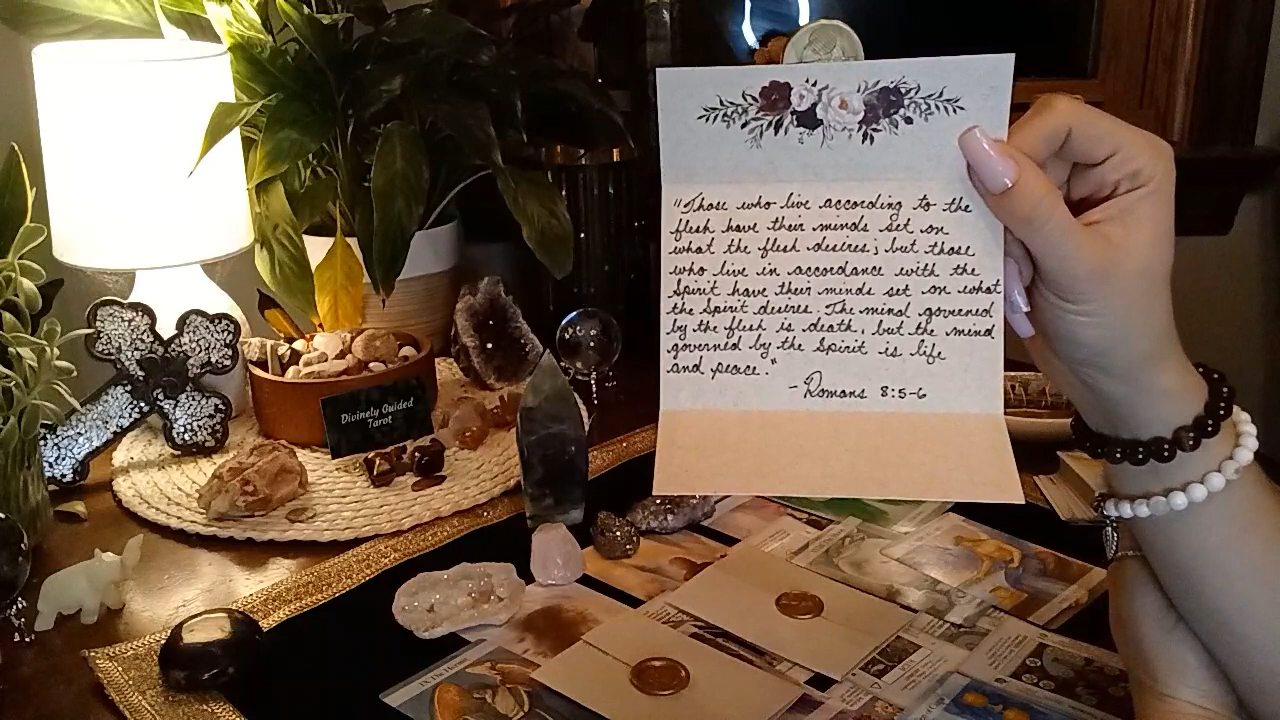 "Those who live according to the
flesh have their minds set on
what the flesh desires; but those
who live in accordance with the
Spirit have their minds set on what
the Spirit desires. The mind governed
by the flesh is death, but the mind
governed by the Spirit is life
and peace."
- Romans 8:5-6
Divinely Guided
Tarot